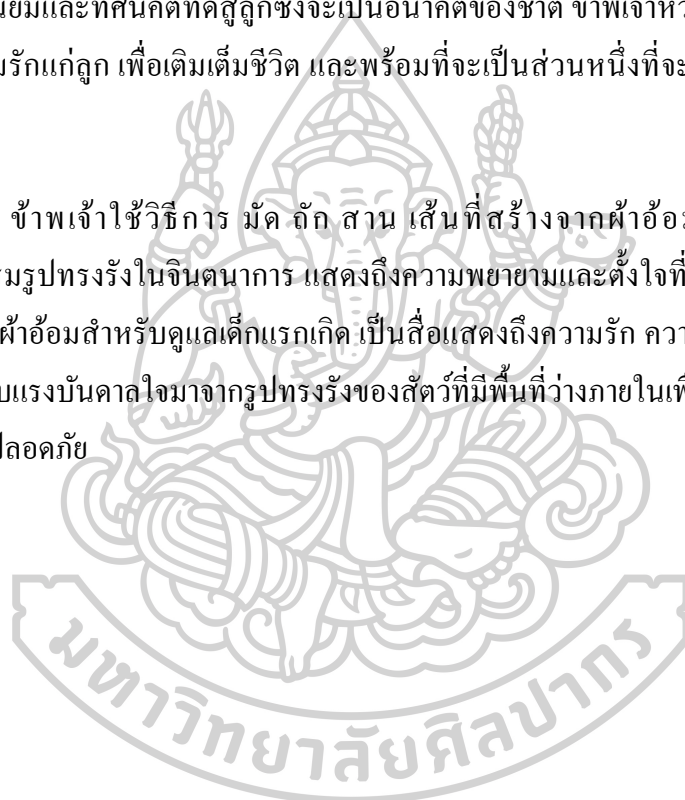 นิยมและทัศนคติที่ดีสู่ลูกซึ่งจะเป็นอนาคตของชาติ ข้าพเจ้าหว
มรักแก่ลูก เพื่อเติมเต็มชีวิต และพร้อมที่จะเป็นส่วนหนึ่งที่จะ
ข้าพเจ้าใช้วิธีการ มัด ถัก สาน เส้นที่สร้างจากผ้าอ้อม
รมรูปทรงรังในจินตนาการ แสดงถึงความพยายามและตั้งใจที่
ผ้าอ้อมสำหรับดูแลเด็กแรกเกิด เป็นสื่อแสดงถึงความรัก ควา
บแรงบันดาลใจมาจากรูปทรงรังของสัตว์ที่มีพื้นที่ว่างภายในเพื
ปลอดภัย
มหาวิทยาลัยศิลปากร